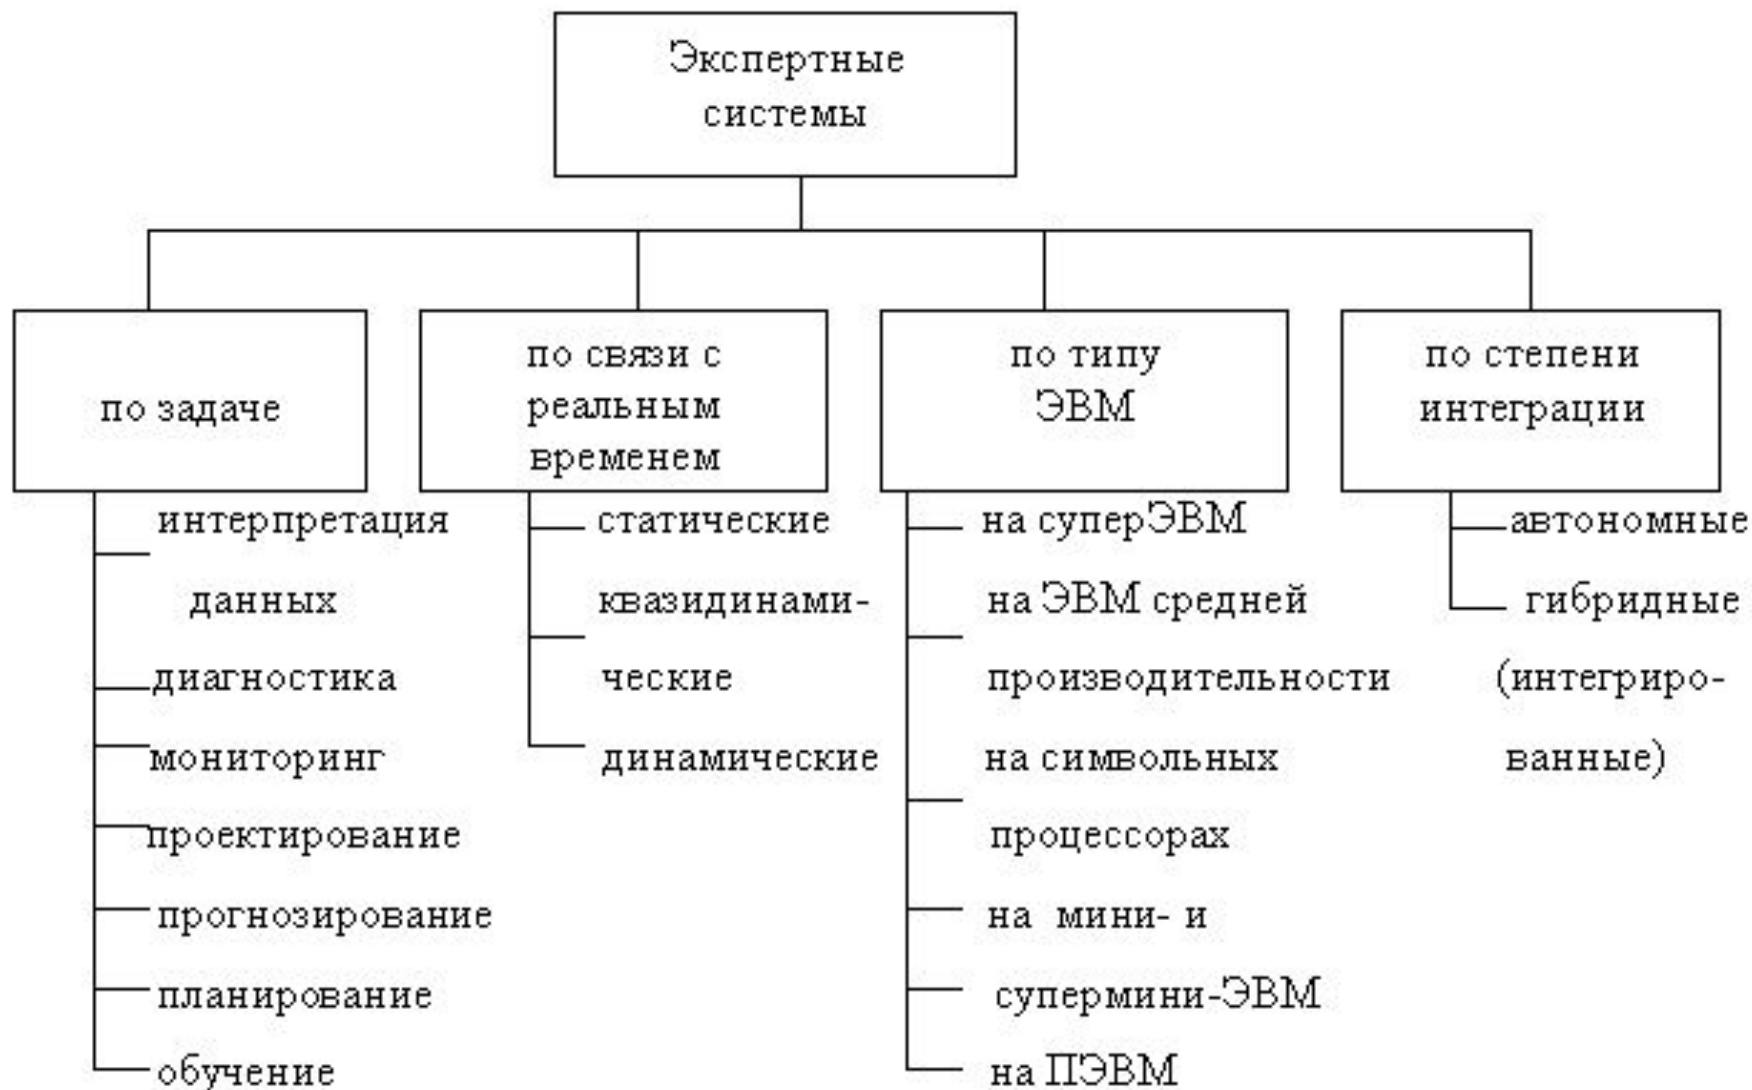 Экспертные
системы
по задаче
интерпретация
данных
диагностика
мониторинг
проектирование
прогнозирование
планирование
обучение
по связи с
реальным
временем
статические
квазидинами-
ческие
динамические
по типу
ЭВМ
на суперЭВМ
на ЭВМ средней
производительности
на символьных
процессорах
на мини- и
супермини-ЭВМ
на ПЭВМ
по степени
интеграции
автономные
гибридные
(интегриро-
ванные)